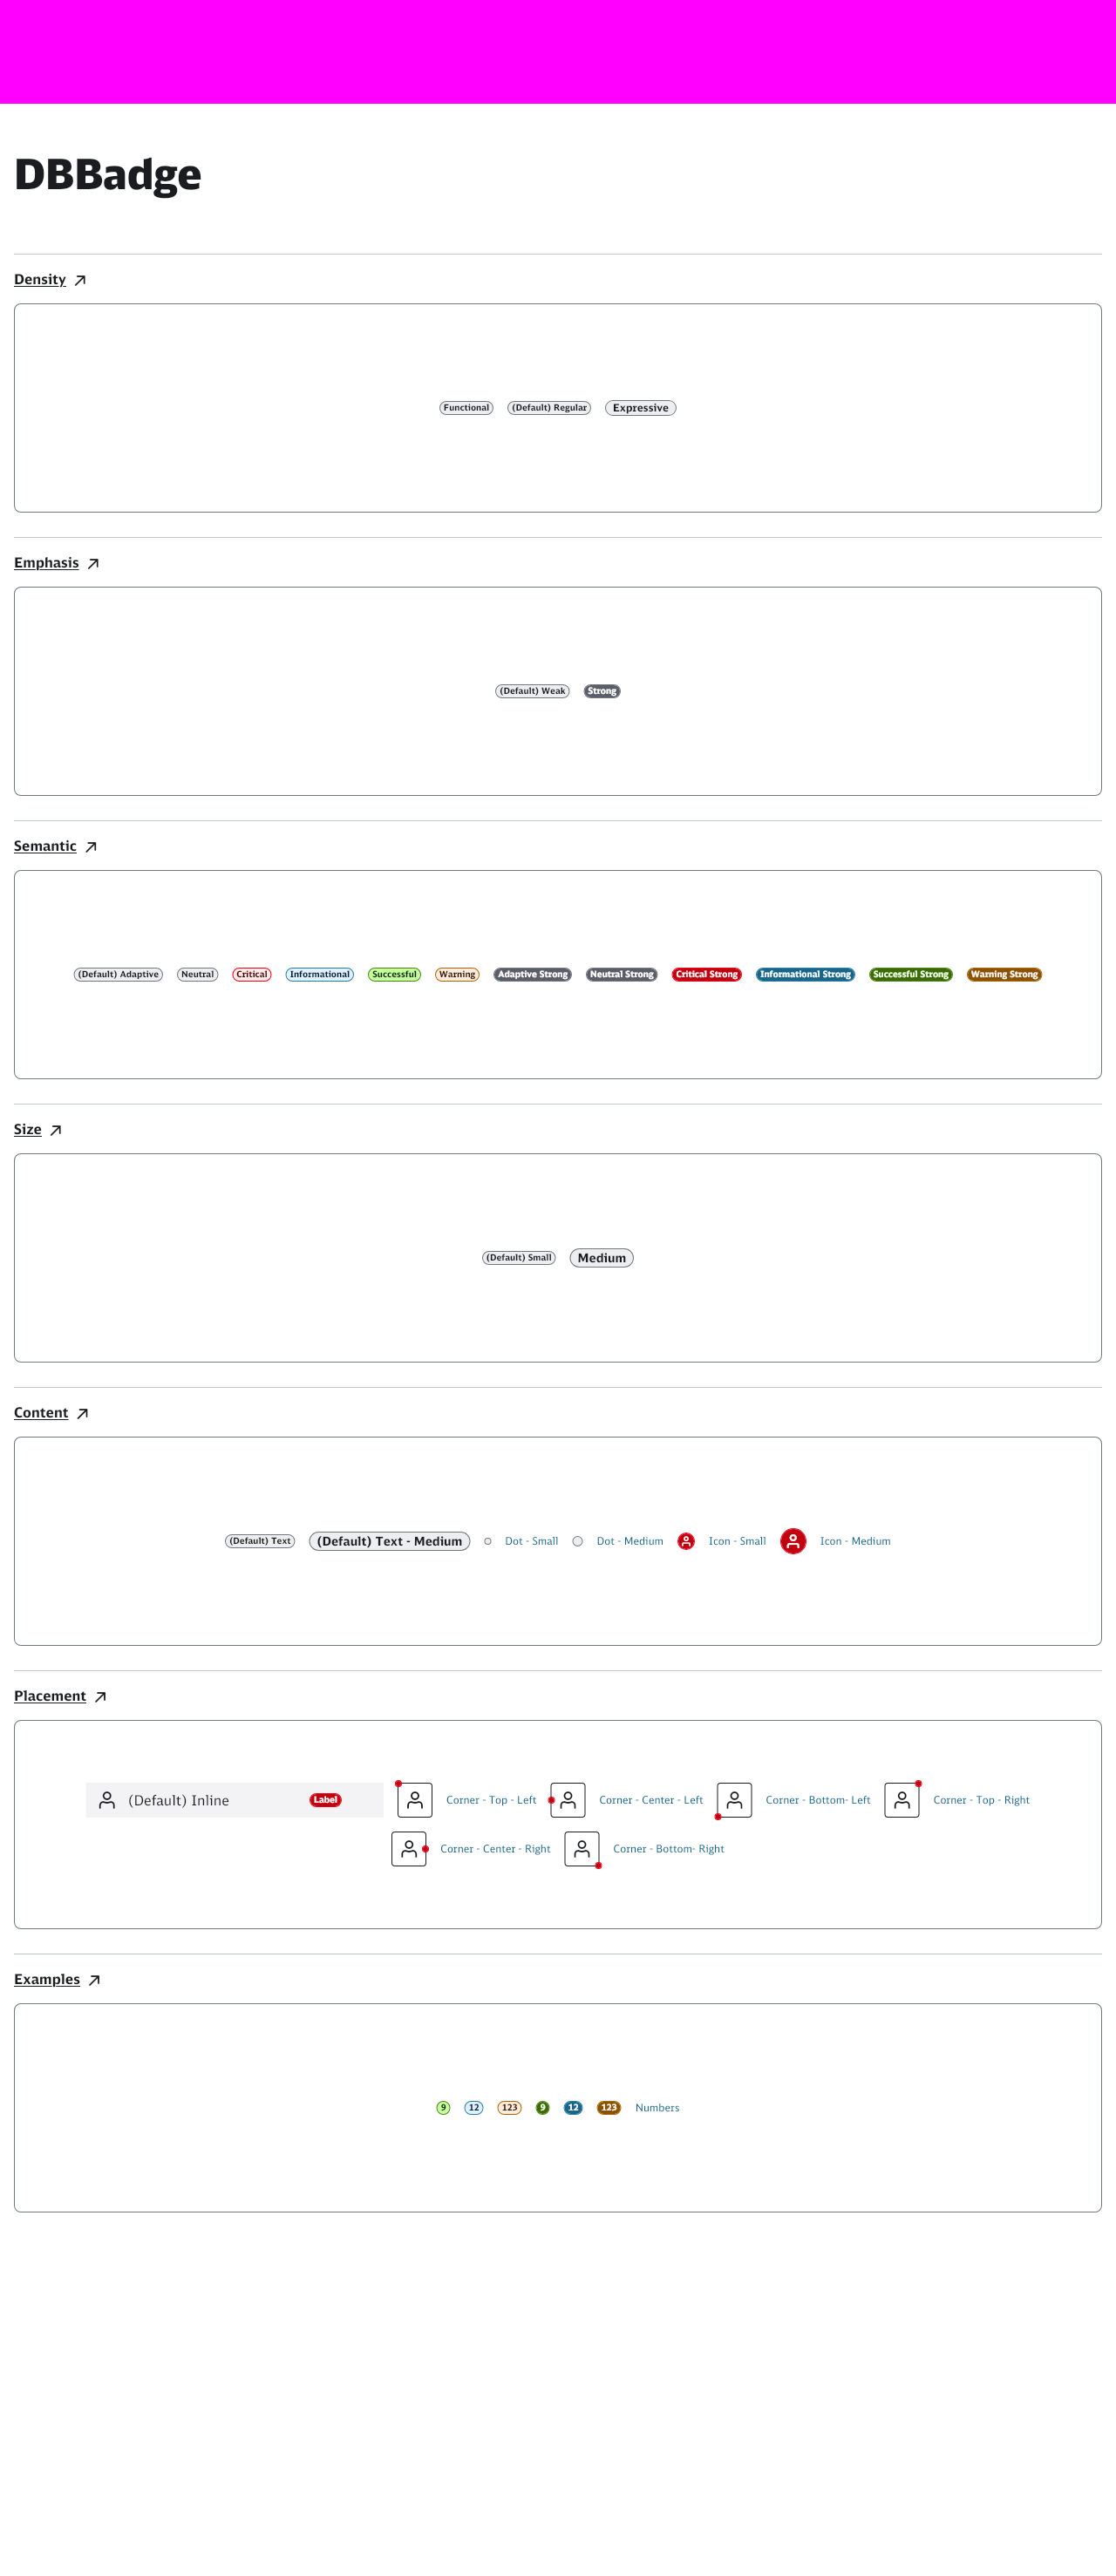 DBBadge
Density
Functional (Default) Regular Expressive
Emphasis
(Default) Weak Strong
Semantic
(Default) Adaptive Neutral Critical Informational Successful Warning Adaptive Strong Neutral Strong Critical Strong Informational Strong Successful Strong Warning Strong
Size
(Default) Small Medium
Content
(Default) Text (Default) Text - Medium Dot - Small Dot - Medium Icon - Small Icon - Medium
Placement
(Default) Inline Label Corner - Top - Left Corner - Center - Left Corner - Bottom- Left Corner - Top - Right
Corner - Center - Right Corner - Bottom- Right
Examples
9 12 123 9 12 123 Numbers